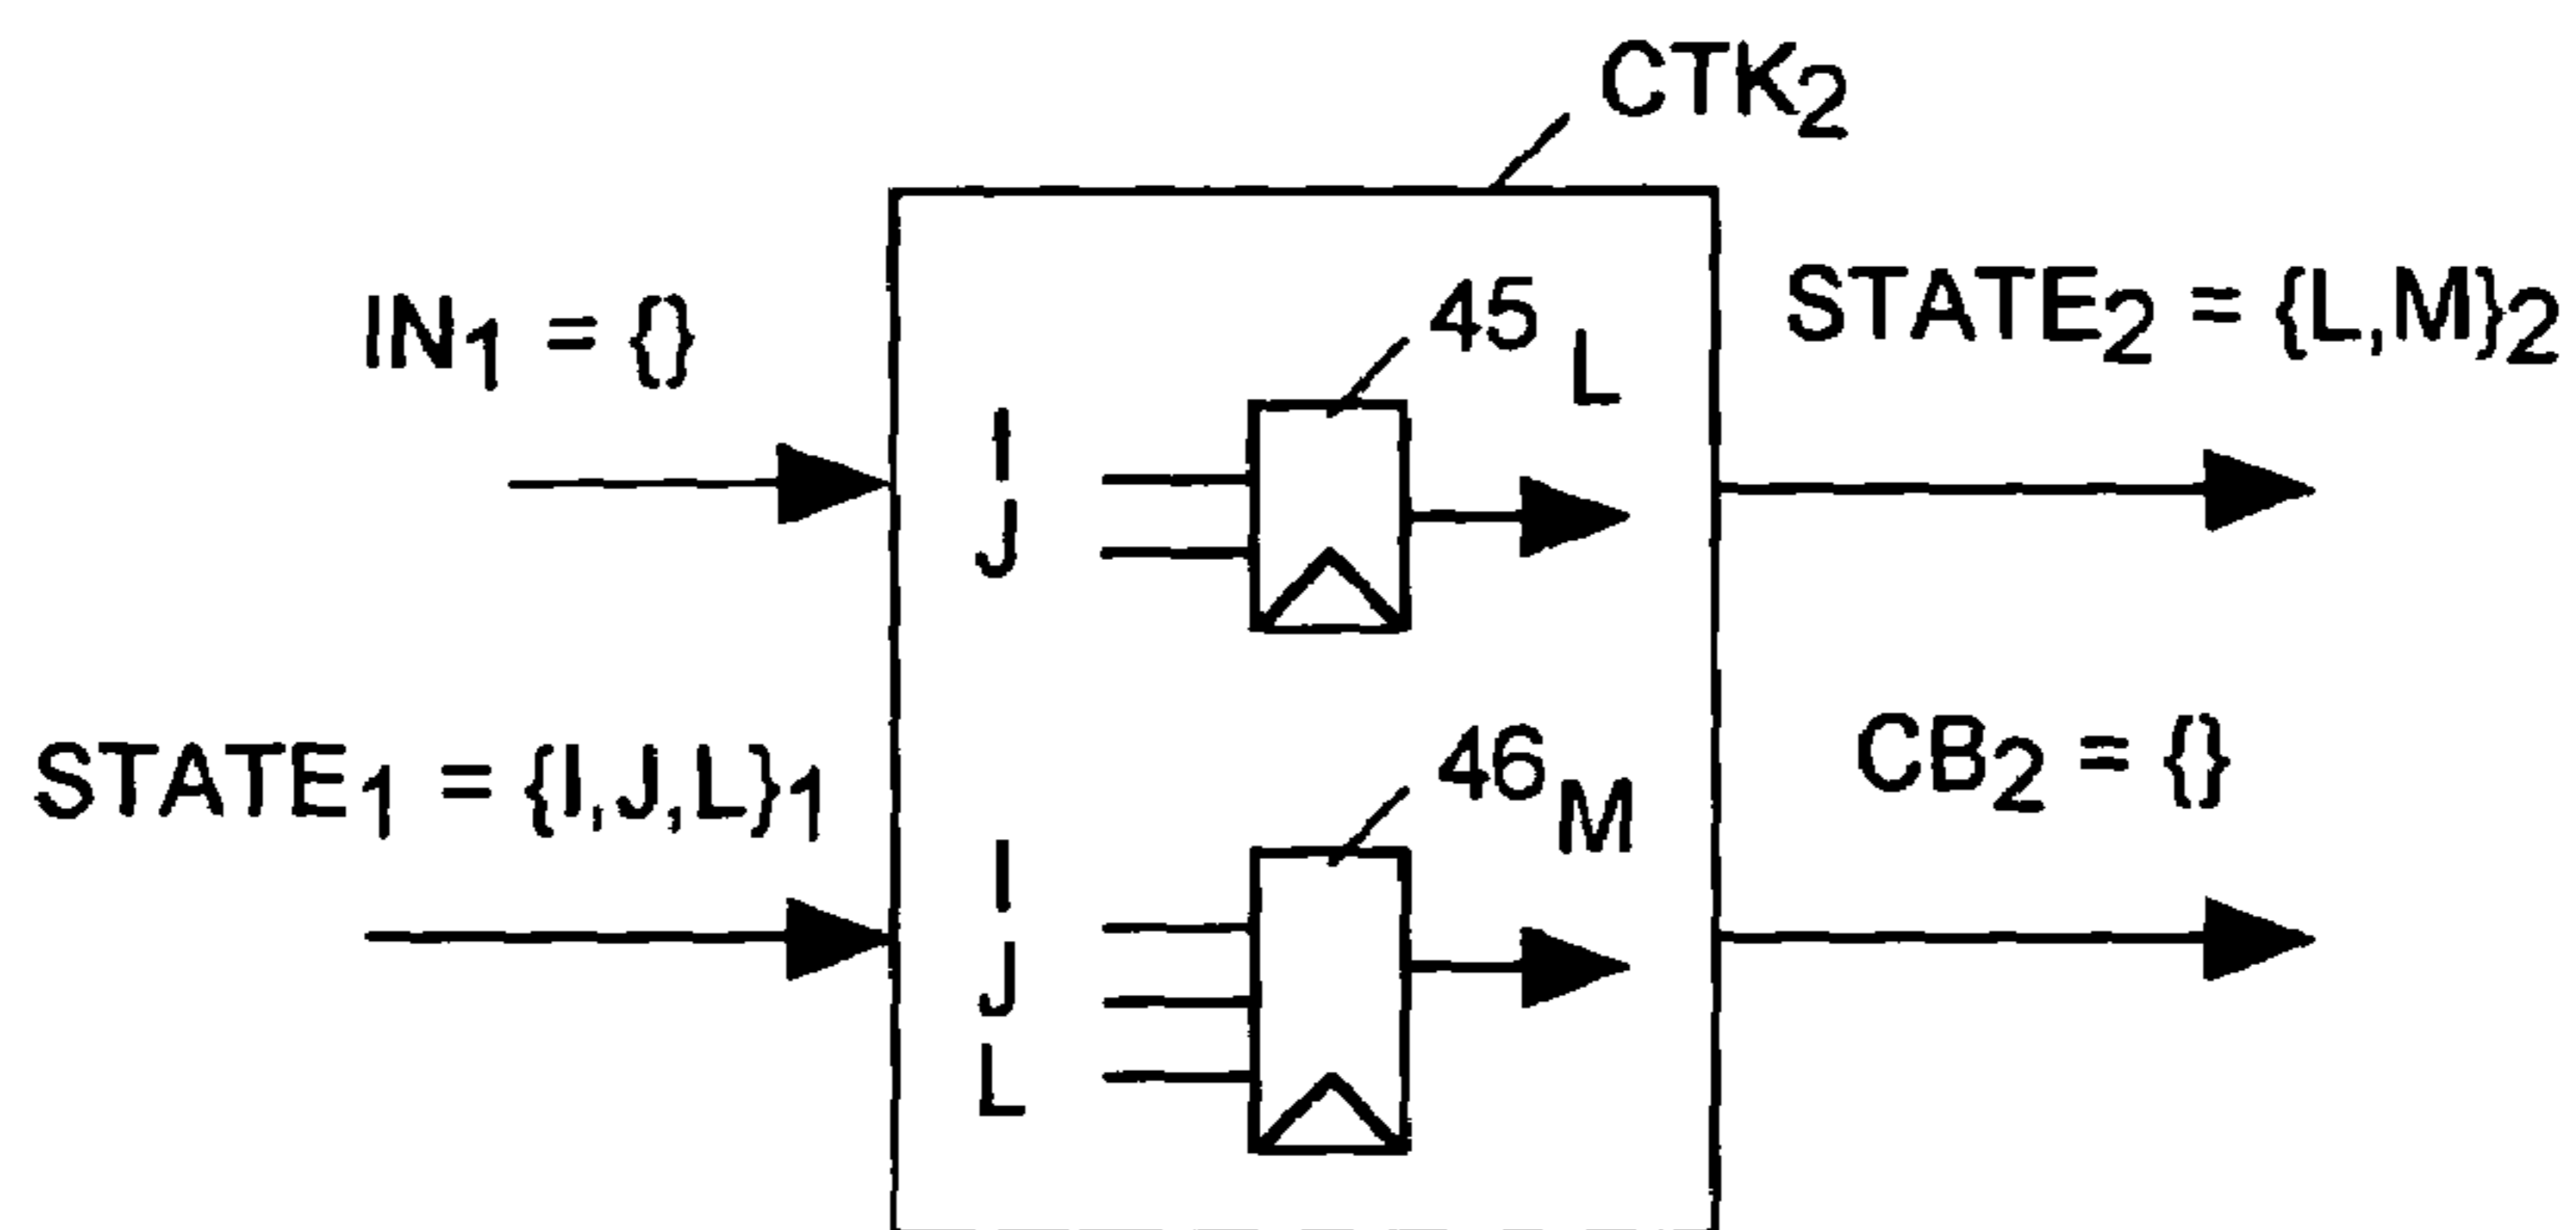 CTK2
IN1 = {}
45
L
STATE2 = {L,M}2
I
J
STATE1 = {I,J,L}1
46
M
CB2 = {}
I
J
L